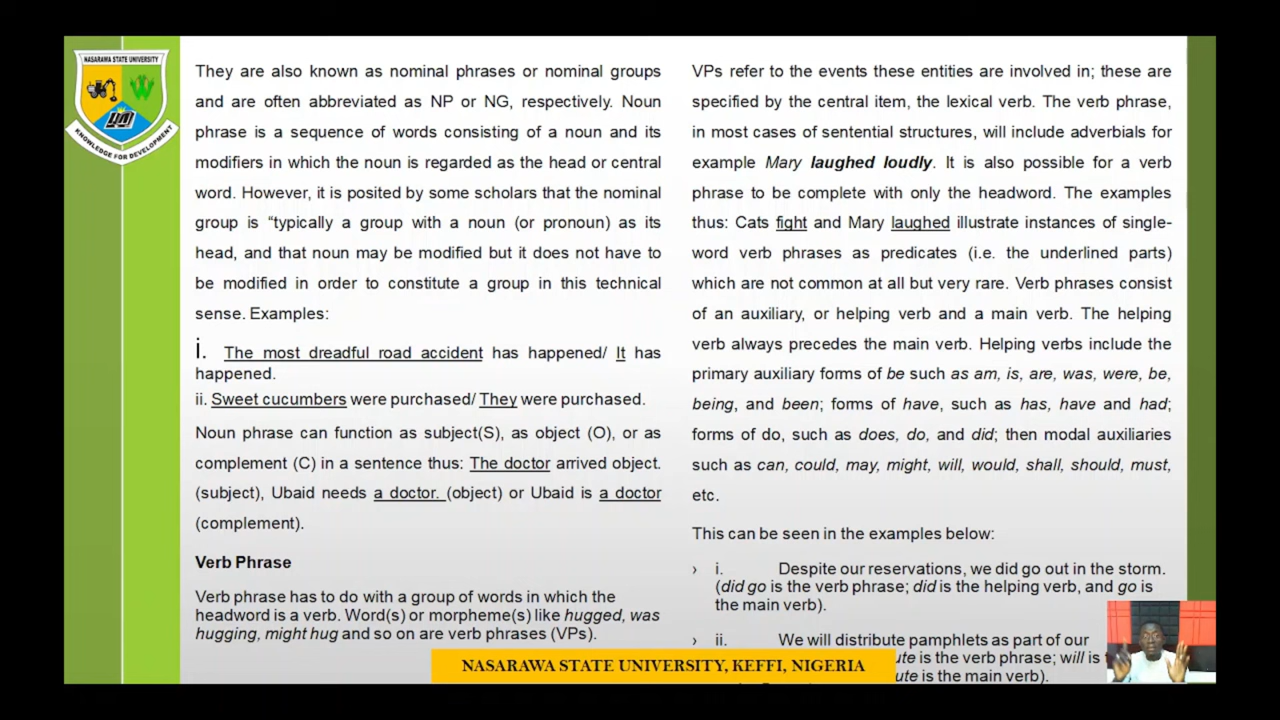 NASARAWA STATE UNIVERSITY
KNOWLEDGE FOR DEVELOPMENT
They are also known as nominal phrases or noninal groups
and are often abbreviated as NP or NG, respectively. Noun
phrase is a sequence of words consisting of a noun and its
modifiers in which the noun is regarded as the head or central
word. However, it is posited by some scholars that the nominal
group is “typically a group with a noun (or pronoun) as its
head, and that noun may be modified but it does not have to
be modified in order to constitute a group in this technical
sense. Examples:
i. The most dreadful road accident has happened/ It has
happened.
ii. Sweet cucumbers were purchased/ They were purchased.
Noun phrase can function as subject(S), as object (O), or as
complement (C) in a sentence thus: The doctor arrived object.
(subject), Ubaid needs a doctor. (object) or Ubaid is a doctor
(complement).
Verb Phrase
Verb phrase has to do with a group of words in which the
headword is a verb. Word(s) or morpheme(s) like hugged, was
hugging, might hug and so on are verb phrases (VPs).
VPs refer to the events these entities are involved in; these are
specified by the central item, the lexical verb. The verb phrase,
in most cases of sentential structures, will include adverbials for
example Mary laughed loudly. It is also possible for a verb
phrase to be complete with only the headword. The examples
thus: Cats fight and Mary laughed illustrate instances of single-
word verb phrases as predicates (i.e. the underlined parts)
which are not common at all but very rare. Verb phrases consist
of an auxiliary, or helping verb and a main verb. The helping
verb always precedes the main verb. Helping verbs include the
primary auxiliary forms of be such as am, is, are, was, were, be,
being, and been; forms of have, such as has, have and had;
forms of do, such as does, do, and did; then modal auxiliaries
such as can, could, may, might, will, would, shall, should, must,
etc.
This can be seen in the examples below:
› i. Despite our reservations, we did go out in the storm.
(did go is the verb phrase; did is the helping verb, and go is
the main verb).
› ii. We will distribute pamphlets as part of our
ute is the verb phrase; will is
ute is the main verb).
NASARAWA STATE UNIVERSITY, KEFFI, NIGERIA